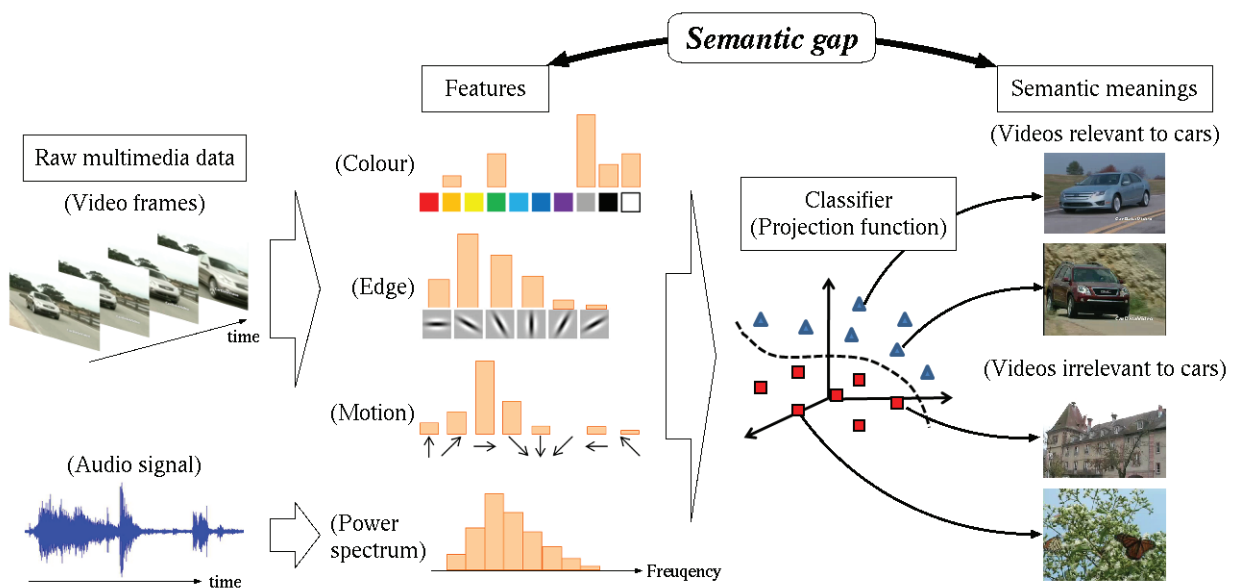 Semantic gap
Features
Semantic meanings
Raw multimedia data
(Video frames)
time
(Audio signal)
time
(Colour)
(Edge)
(Motion)
(Power
spectrum)
Freuqency
Classifier
(Projection function)
(Videos relevant to cars)
(Videos irrelevant to cars)